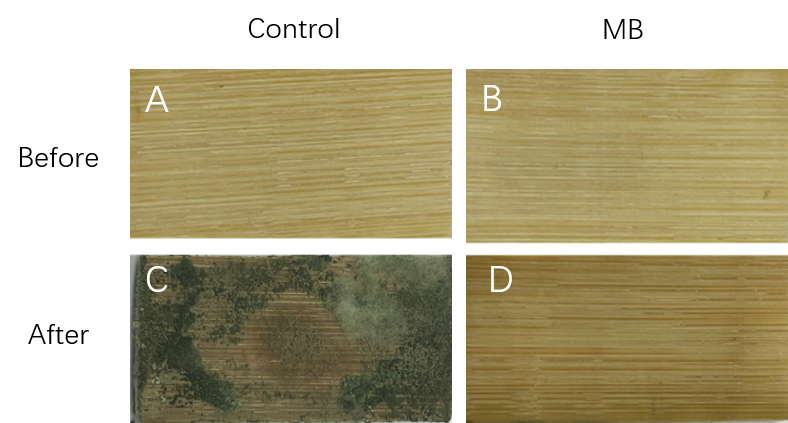 Control MB
Before A B
After C D